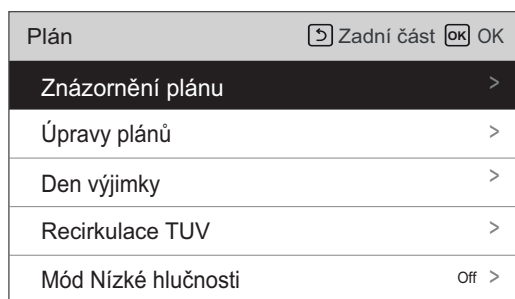 Plán Zadní část OK OK
Znázornění plánu >
Úpravy plánů >
Den výjimky >
Recirkulace TUV >
Mód Nízké hlučnosti Off >